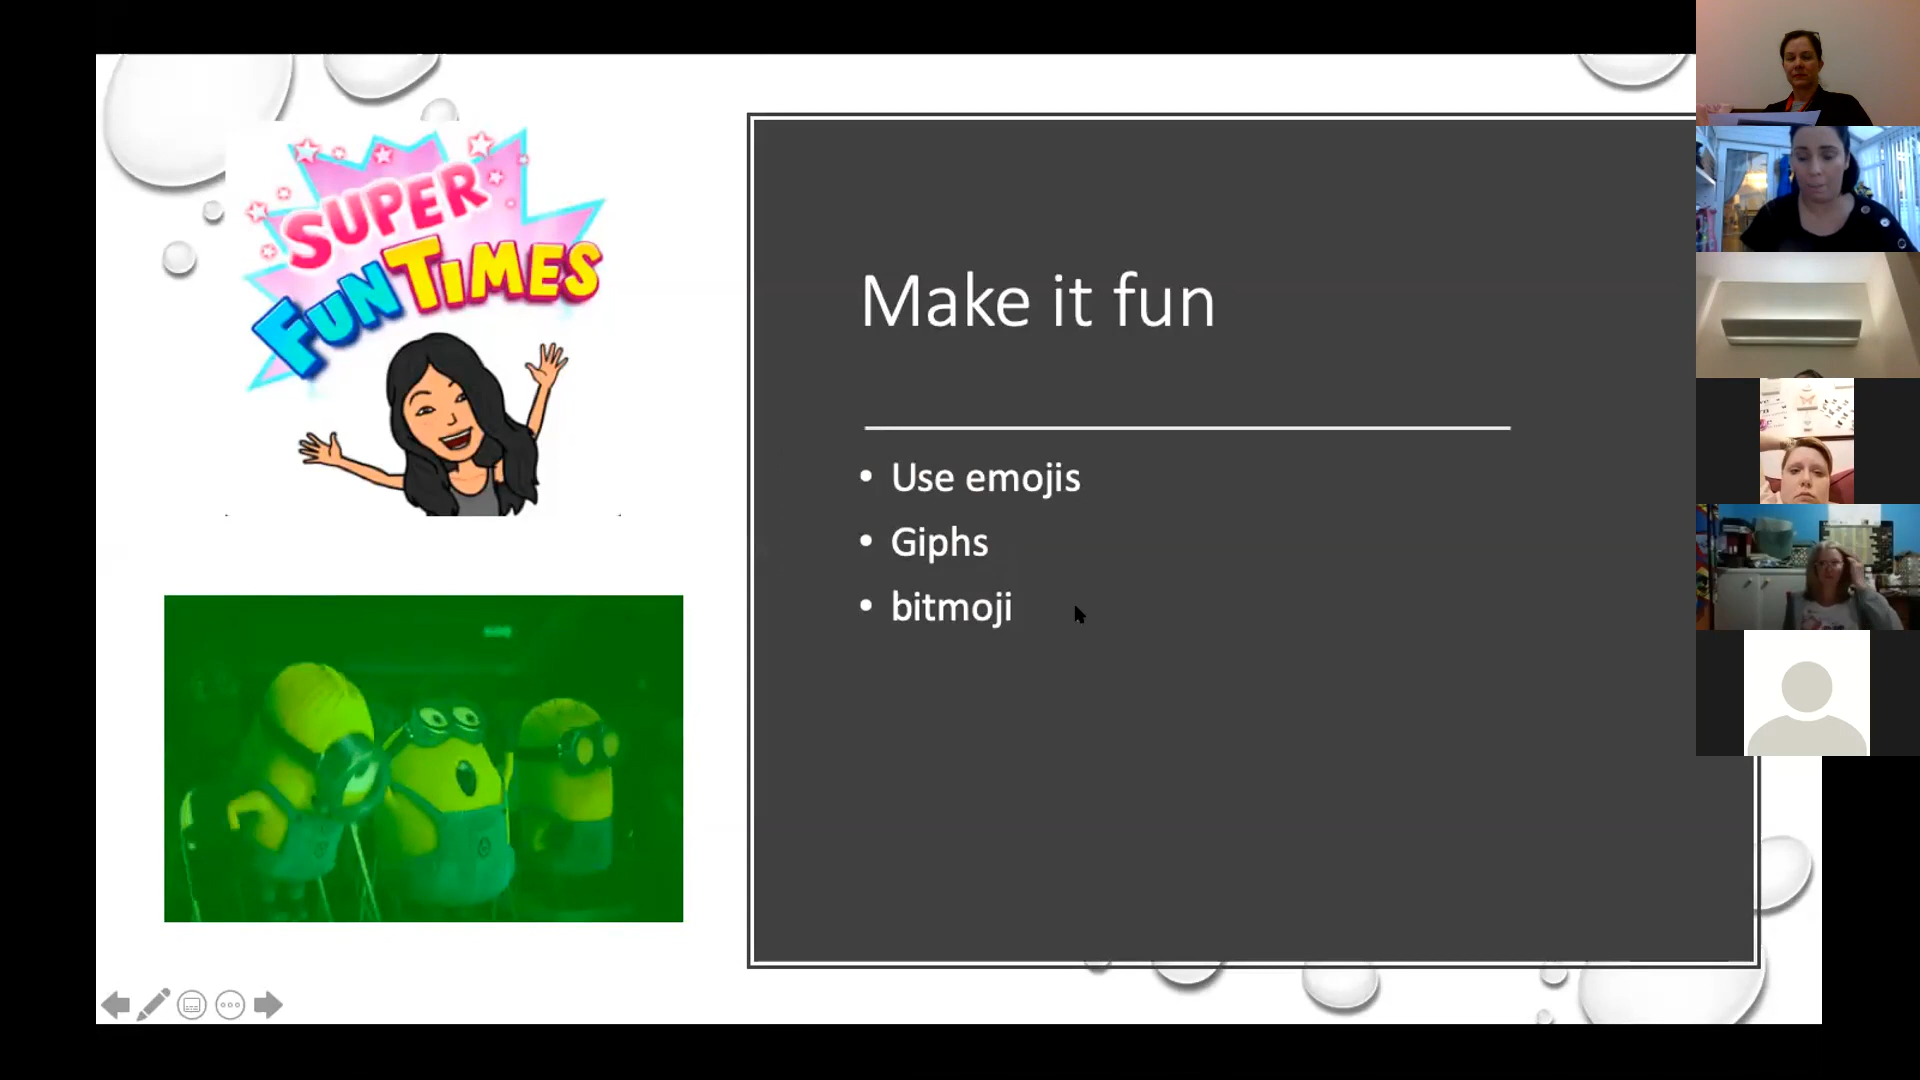 SUPER
FUN TIMES
Make it fun
• Use emojis
• Giphs
• bitmoji